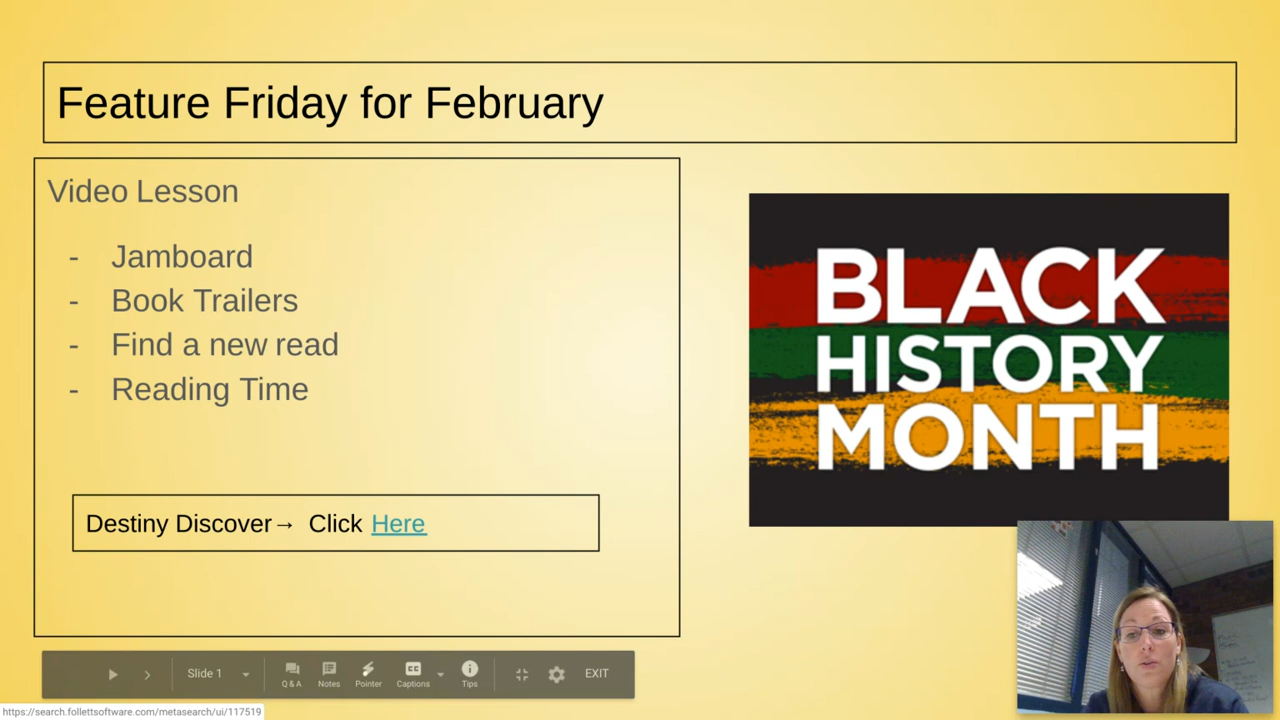 Feature Friday for February
Video Lesson
- Jamboard
- Book Trailers
- Find a new read
- Reading Time
Destiny Discover→ Click Here
BLACK
HISTORY
MONTH
Slide 1
Q & A
Notes
Pointer
CC
Captions
Tips
EXIT
https://search.follettsoftware.com/metasearch/ui/117519